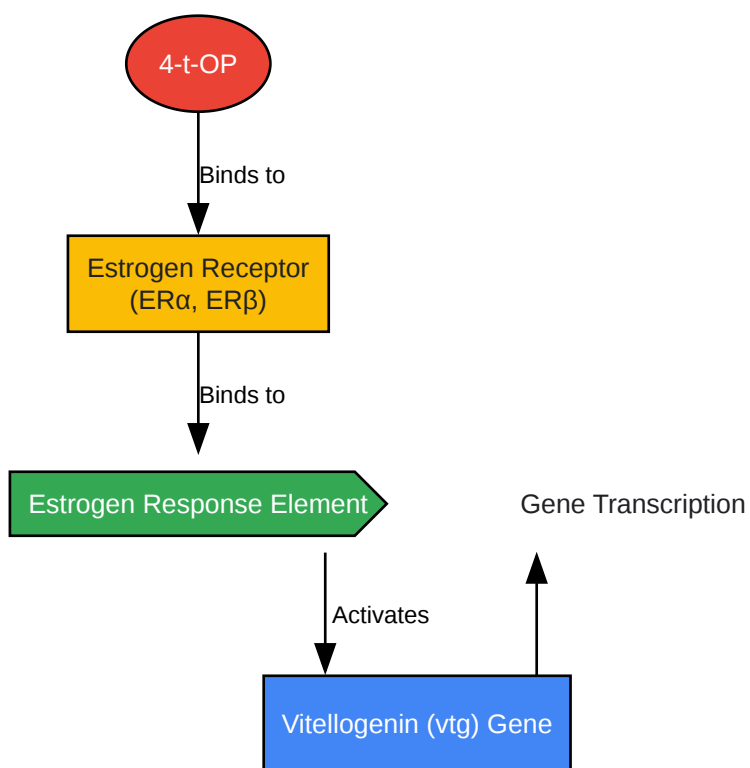 4-t-OP
Binds to
Estrogen Receptor
(ERα, ERβ)
Binds to
Estrogen Response Element
Gene Transcription
Activates
Vitellogenin (vtg) Gene